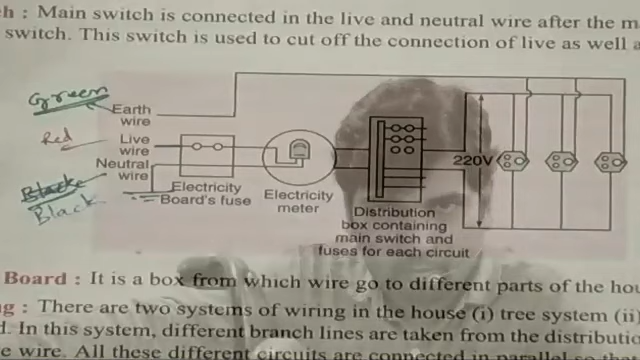 ch : Main switch is connected in the live and neutral wire after the ma
switch. This switch is used to cut off the connection of live as well a
Green
Earth
wire
Red
Live
wire
Neutral
wire
Black
Black
Electricity
Board's fuse
Electricity
meter
Distribution
box containing
main switch and
fuses for each circuit
220V
Board : It is a box from which wire go to different parts of the hou
ng : There are two systems of wiring in the house (i) tree system (ii)
d. In this system, different branch lines are taken from the distributio
e wire. All these different circuits are connected in parallel so tha